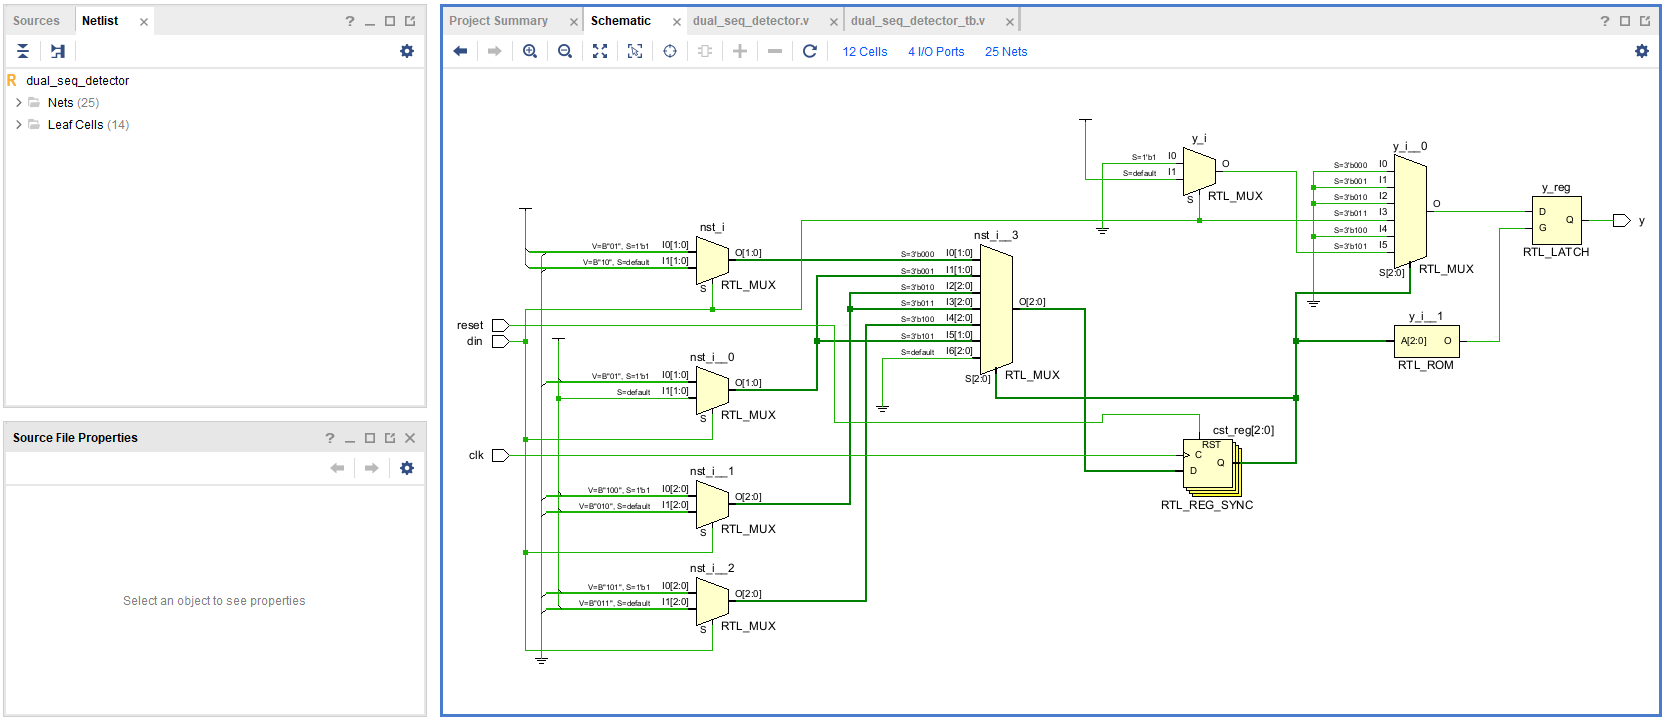 Sources
Netlist
dual_seq_detector
Nets (25)
Leaf Cells (14)
Source File Properties
Select an object to see properties
Project Summary
Schematic
dual_seq_detector.v
dual_seq_detector_tb.v
12 Cells
4 I/O Ports
25 Nets
y_i
S=1'b1 I0
S=default I1
O
S
RTL_MUX
y_i__0
S=3'b000 I0
S=3'b001 I1
S=3'b010 I2
S=3'b011 I3
S=3'b100 I4
S=3'b101 I5
O
S[2:0]
RTL_MUX
y_reg
D
G
Q
RTL_LATCH
y
nst_i
V=B"01", S=1'b1 I0[1:0]
V=B"10", S=default I1[1:0]
O[1:0]
S
RTL_MUX
nst_i__3
S=3'b000 I0[1:0]
S=3'b001 I1[1:0]
S=3'b010 I2[2:0]
S=3'b011 I3[2:0]
S=3'b100 I4[2:0]
S=3'b101 I5[1:0]
S=default I6[2:0]
O[2:0]
S[2:0]
RTL_MUX
reset
din
y_i__1
A[2:0] O
RTL_ROM
nst_i__0
V=B"01", S=1'b1 I0[1:0]
S=default I1[1:0]
O[1:0]
S
RTL_MUX
clk
cst_reg[2:0]
RST
C
D
Q
RTL_REG_SYNC
nst_i__1
V=B"100", S=1'b1 I0[2:0]
V=B"010", S=default I1[2:0]
O[2:0]
S
RTL_MUX
nst_i__2
V=B"101", S=1'b1 I0[2:0]
V=B"011", S=default I1[2:0]
O[2:0]
S
RTL_MUX